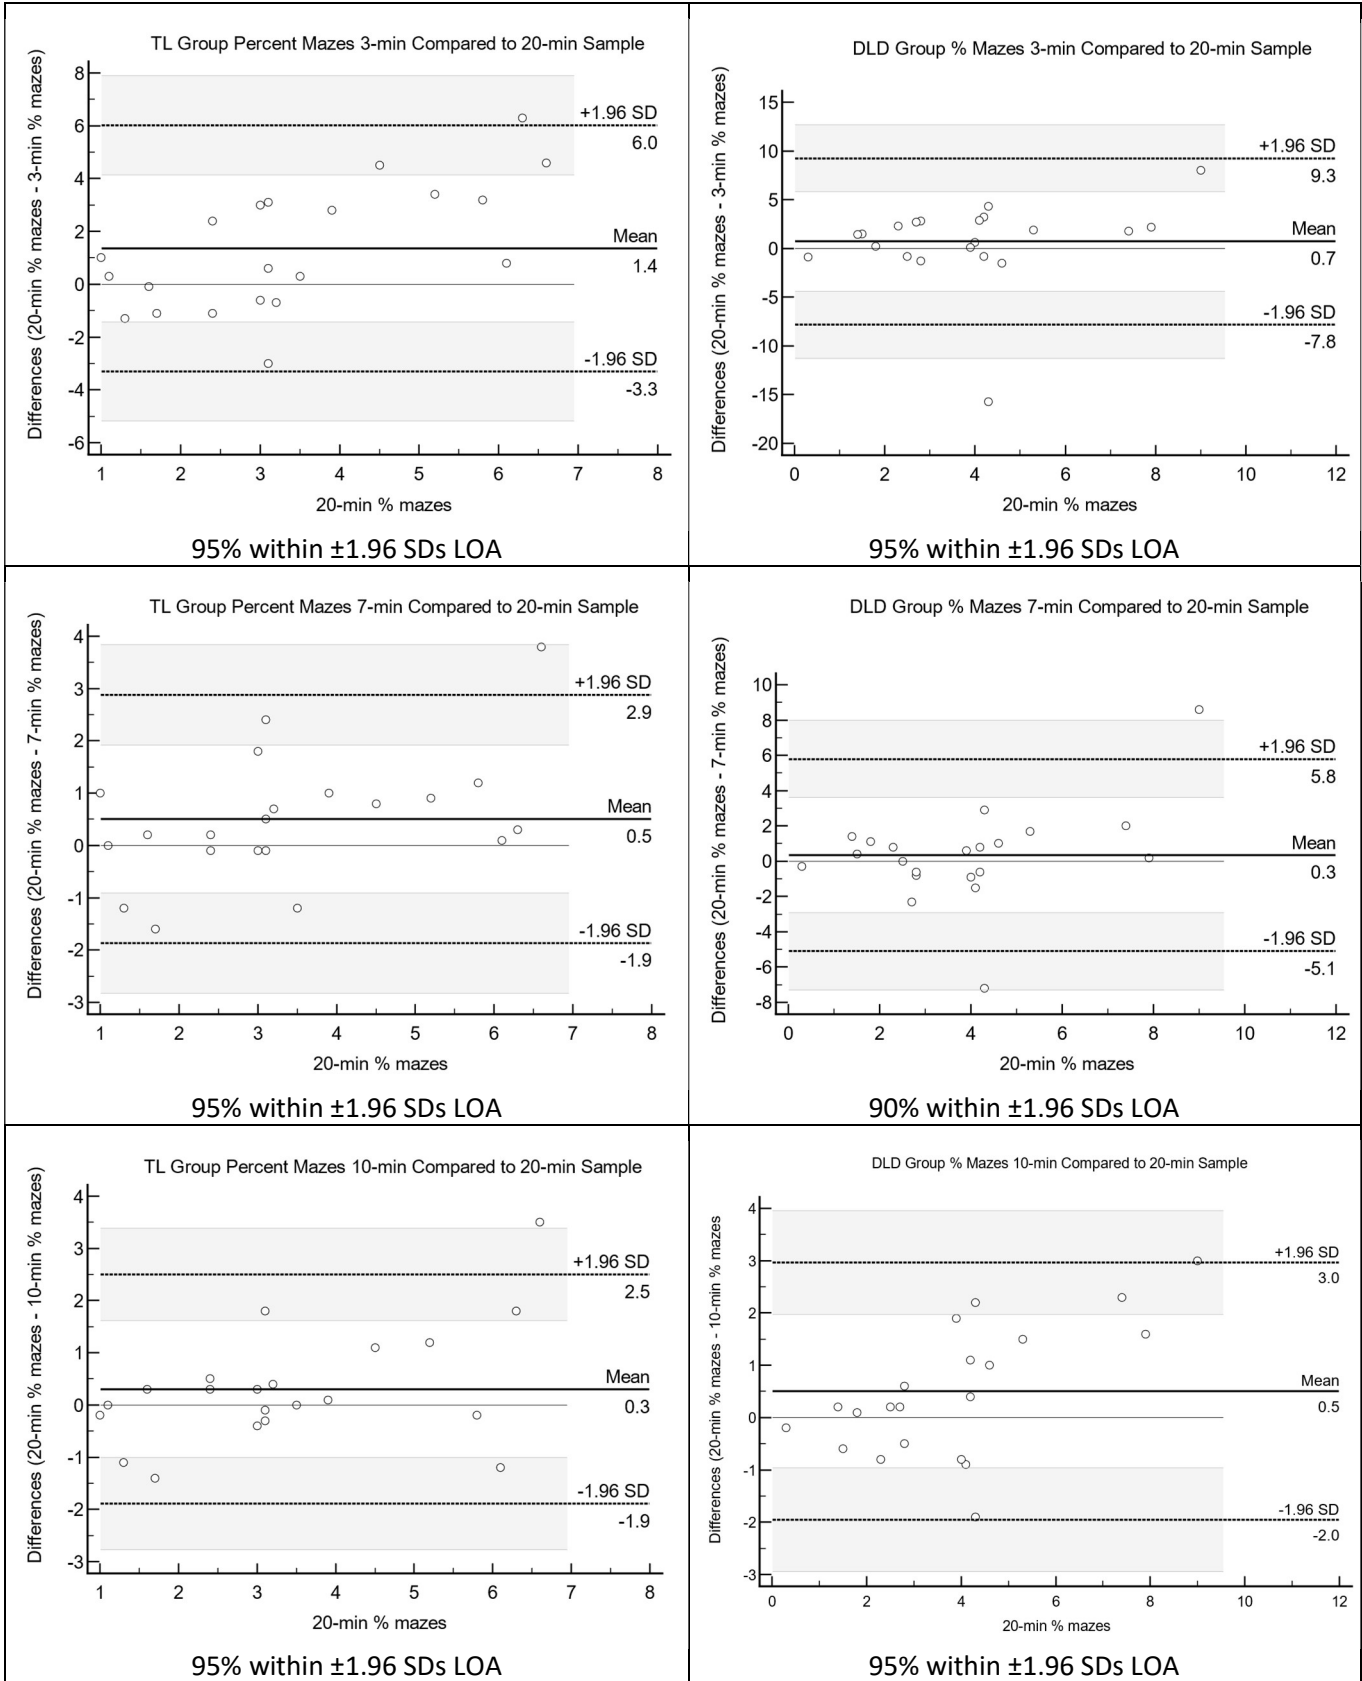 TL Group Percent Mazes 3-min Compared to 20-min Sample
Differences (20-min % mazes - 3-min % mazes)
8
6
4
2
0
-2
-4
-6
+1.96 SD
6.0
Mean
1.4
-1.96 SD
-3.3
1 2 3 4 5 6 7 8
20-min % mazes
95% within ±1.96 SDs LOA
DLD Group % Mazes 3-min Compared to 20-min Sample
Differences (20-min % mazes - 3-min % mazes)
15
10
5
0
-5
-10
-15
-20
+1.96 SD
9.3
Mean
0.7
-1.96 SD
-7.8
0 2 4 6 8 10 12
20-min % mazes
95% within ±1.96 SDs LOA
TL Group Percent Mazes 7-min Compared to 20-min Sample
Differences (20-min % mazes - 7-min % mazes)
4
3
2
1
0
-1
-2
-3
+1.96 SD
2.9
Mean
0.5
-1.96 SD
-1.9
1 2 3 4 5 6 7 8
20-min % mazes
95% within ±1.96 SDs LOA
DLD Group % Mazes 7-min Compared to 20-min Sample
Differences (20-min % mazes - 7-min % mazes)
10
8
6
4
2
0
-2
-4
-6
-8
+1.96 SD
5.8
Mean
0.3
-1.96 SD
-5.1
0 2 4 6 8 10 12
20-min % mazes
90% within ±1.96 SDs LOA
TL Group Percent Mazes 10-min Compared to 20-min Sample
Differences (20-min % mazes - 10-min % mazes)
4
3
2
1
0
-1
-2
-3
+1.96 SD
2.5
Mean
0.3
-1.96 SD
-1.9
1 2 3 4 5 6 7 8
20-min % mazes
95% within ±1.96 SDs LOA
DLD Group % Mazes 10-min Compared to 20-min Sample
Differences (20-min % mazes - 10-min % mazes
4
3
2
1
0
-1
-2
-3
+1.96 SD
3.0
Mean
0.5
-1.96 SD
-2.0
0 2 4 6 8 10 12
20-min % mazes
95% within ±1.96 SDs LOA